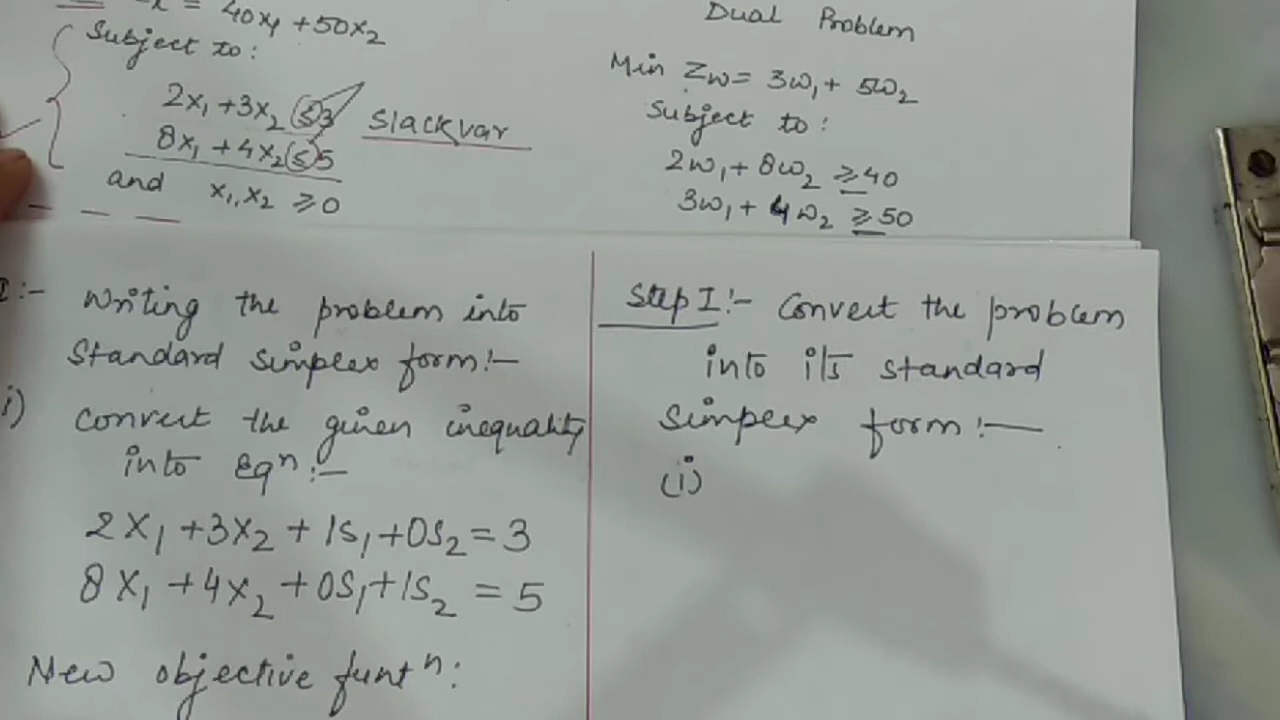 = 40x1 + 50x2
Subject to:
2x1 + 3x2 ≤ 3
8x1 + 4x2 ≤ 5
Slack var
and x1, x2 ≥ 0
Dual Problem
Min Zw = 3w1 + 5w2
Subject to:
2w1 + 8w2 ≥ 40
3w1 + 4w2 ≥ 50
I:- Writing the problem into
Standard simplex form:-
i) Convert the given inequality
into Eqn:-
2x1 + 3x2 + 1s1 + 0s2 = 3
8x1 + 4x2 + 0s1 + 1s2 = 5
New objective funtn:
Step I:- Convert the problem
into its standard
simplex form:-
(i)